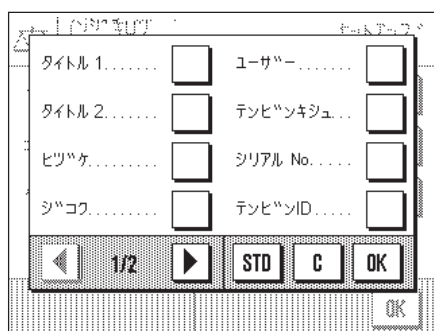 タイトル 1........
ユーザー.......
タイトル 2........
テンビンキシュ...
ヒヅケ..........
シリアル No.....
ジコク.........
テンビンID.....
1/2
STD
C
OK
OK